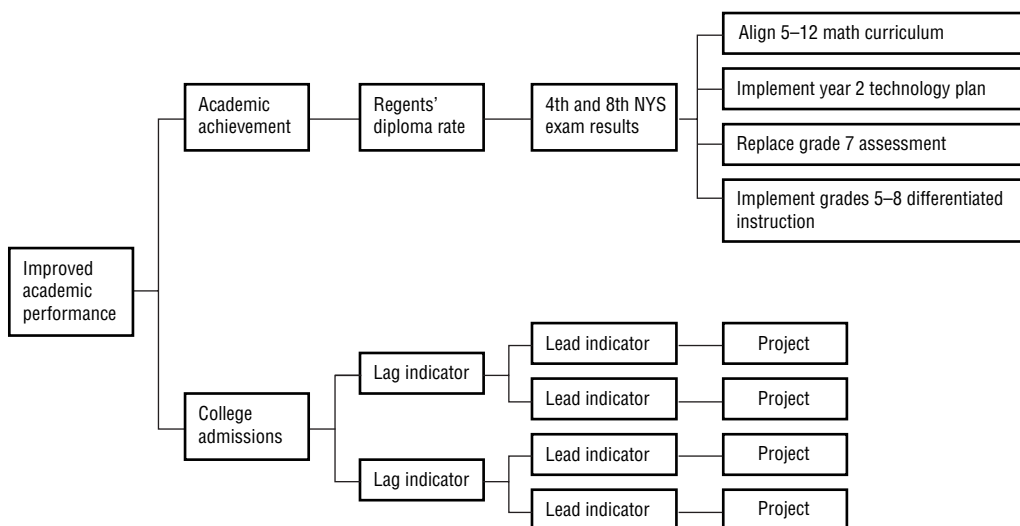 Align 5–12 math curriculum
Academic
achievement
Regents’
diploma rate
4th and 8th NYS
exam results
Implement year 2 technology plan
Replace grade 7 assessment
Implement grades 5–8 differentiated
instruction
Improved
academic
performance
College
admissions
Lag indicator
Lead indicator
Project
Lead indicator
Project
Lag indicator
Lead indicator
Project
Lead indicator
Project